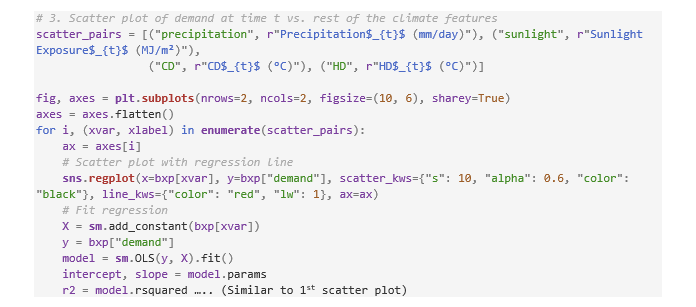 # 3. Scatter plot of demand at time t vs. rest of the climate features
scatter_pairs = [("precipitation", r"Precipitation$_{t}$ (mm/day)"), ("sunlight", r"Sunlight
Exposure$_{t}$ (MJ/m²)"),
("CD", r"CD$_{t}$ (°C)"), ("HD", r"HD$_{t}$ (°C)")]
fig, axes = plt.subplots(nrows=2, ncols=2, figsize=(10, 6), sharey=True)
axes = axes.flatten()
for i, (xvar, xlabel) in enumerate(scatter_pairs):
ax = axes[i]
# Scatter plot with regression line
sns.regplot(x=bxp[xvar], y=bxp["demand"], scatter_kws={"s": 10, "alpha": 0.6, "color":
"black"}, line_kws={"color": "red", "lw": 1}, ax=ax)
# Fit regression
X = sm.add_constant(bxp[xvar])
y = bxp["demand"]
model = sm.OLS(y, X).fit()
intercept, slope = model.params
r2 = model.rsquared ….. (Similar to 1st scatter plot)